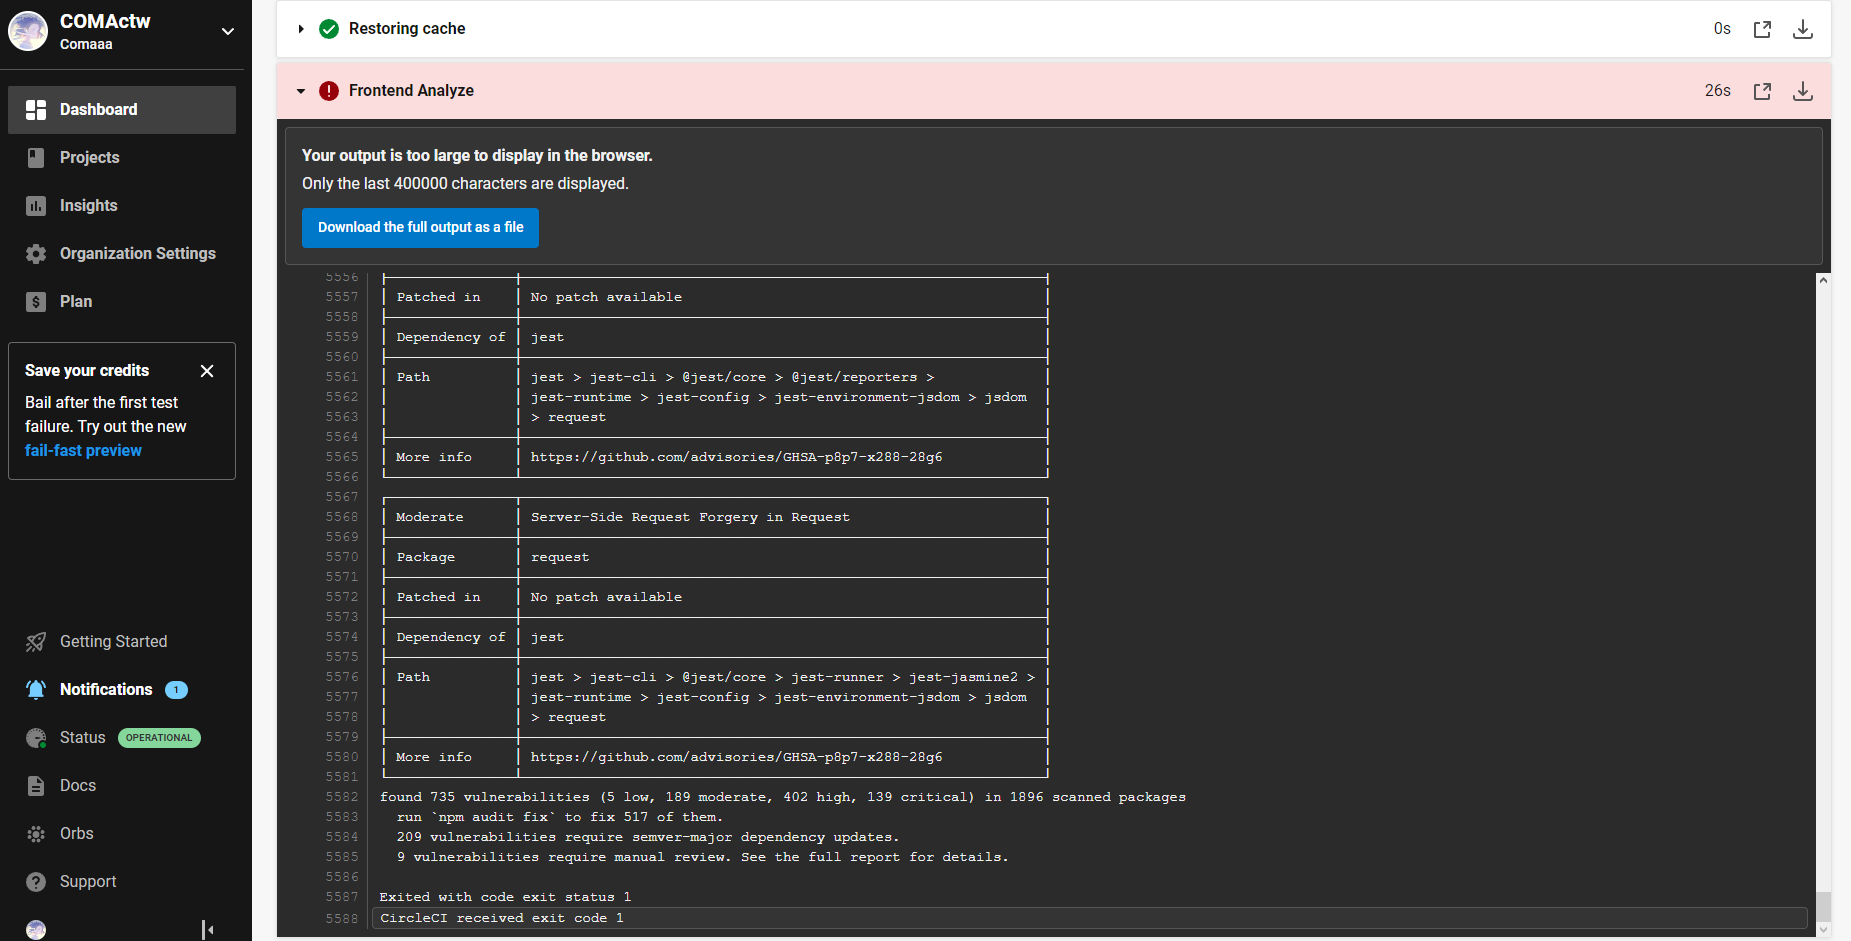 COMActw
Comaaa
Dashboard
Projects
Insights
Organization Settings
$ Plan
Save your credits
Bail after the first test
failure. Try out the new
fail-fast preview
Getting Started
Notifications 1
Status OPERATIONAL
Docs
Orbs
? Support
Restoring cache 0s
! Frontend Analyze 26s
Your output is too large to display in the browser.
Only the last 400000 characters are displayed.
Download the full output as a file
5556
5557 Patched in No patch available
5558
5559 Dependency of jest
5560
5561 Path jest > jest-cli > @jest/core > @jest/reporters >
5562 jest-runtime > jest-config > jest-environment-jsdom > jsdom
5563 > request
5564
5565 More info https://github.com/advisories/GHSA-p8p7-x288-28g6
5566
5567
5568 Moderate Server-Side Request Forgery in Request
5569
5570 Package request
5571
5572 Patched in No patch available
5573
5574 Dependency of jest
5575
5576 Path jest > jest-cli > @jest/core > jest-runner > jest-jasmine2 >
5577 jest-runtime > jest-config > jest-environment-jsdom > jsdom
5578 > request
5579
5580 More info https://github.com/advisories/GHSA-p8p7-x288-28g6
5581
5582 found 735 vulnerabilities (5 low, 189 moderate, 402 high, 139 critical) in 1896 scanned packages
5583 run `npm audit fix` to fix 517 of them.
5584 209 vulnerabilities require semver-major dependency updates.
5585 9 vulnerabilities require manual review. See the full report for details.
5586
5587 Exited with code exit status 1
5588 CircleCI received exit code 1